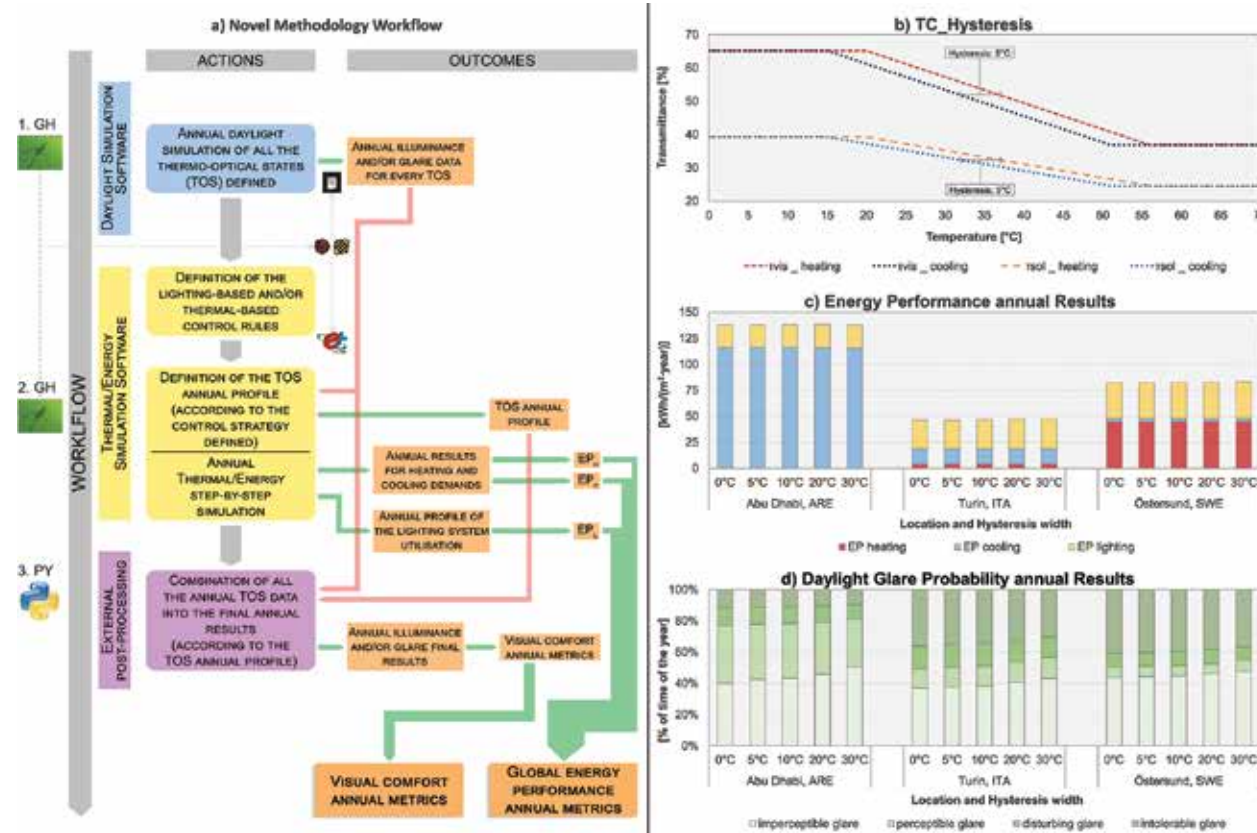 a) Novel Methodology Workflow
ACTIONS
OUTCOMES
WORKLFLOW
1. GH
DAYLIGHT SIMULATION
SOFTWARE
ANNUAL DAYLIGHT
SIMULATION OF ALL THE
THERMO-OPTICAL STATES
(TOS) DEFINED
ANNUAL ILLUMINANCE
AND/OR GLARE DATA
FOR EVERY TOS
2. GH
THERMAL/ENERGY
SIMULATION SOFTWARE
DEFINITION OF THE
LIGHTING-BASED AND/OR
THERMAL-BASED
CONTROL RULES
DEFINITION OF THE TOS
ANNUAL PROFILE
(ACCORDING TO THE
CONTROL STRATEGY
DEFINED)
TOS ANNUAL
PROFILE
ANNUAL
THERMAL/ENERGY
STEP-BY-STEP
SIMULATION
ANNUAL RESULTS
FOR HEATING AND
COOLING DEMANDS
EP
EP
ANNUAL PROFILE OF
THE LIGHTING SYSTEM
UTILISATION
EP
3. PY
EXTERNAL
POST-PROCESSING
COMBINATION OF ALL
THE ANNUAL TOS DATA
INTO THE FINAL ANNUAL
RESULTS
(ACCORDING TO THE
TOS ANNUAL PROFILE)
ANNUAL ILLUMINANCE
AND/OR GLARE FINAL
RESULTS
VISUAL COMFORT
ANNUAL METRICS
VISUAL COMFORT
ANNUAL METRICS
GLOBAL ENERGY
PERFORMANCE
ANNUAL METRICS
b) TC_Hysteresis
Transmittance [%]
70
60
50
40
30
20
Hysteresis: 5°C
Hysteresis: 5°C
0 5 10 15 20 25 30 35 40 45 50 55 60 65 70
Temperature [°C]
τvis _ heating τvis _ cooling τsol _ heating τsol _ cooling
c) Energy Performance annual Results
[kWh/(m²·year)]
150
125
100
75
50
25
0
0°C 5°C 10°C 20°C 30°C 0°C 5°C 10°C 20°C 30°C 0°C 5°C 10°C 20°C 30°C
Abu Dhabi, ARE Turin, ITA Östersund, SWE
Location and Hysteresis width
EP heating EP cooling EP lighting
d) Daylight Glare Probability annual Results
[% of time of the year]
100%
80%
60%
40%
20%
0%
0°C 5°C 10°C 20°C 30°C 0°C 5°C 10°C 20°C 30°C 0°C 5°C 10°C 20°C 30°C
Abu Dhabi, ARE Turin, ITA Östersund, SWE
Location and Hysteresis width
imperceptible glare perceptible glare disturbing glare intolerable glare